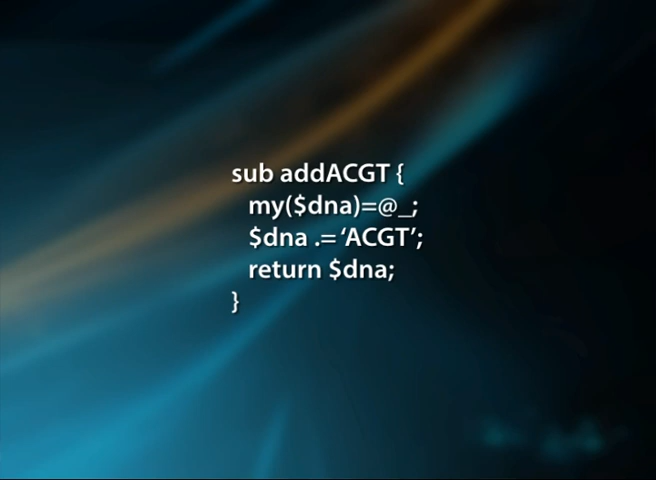 sub addACGT {
my($dna)=@_;
$dna .= ‘ACGT’;
return $dna;
}